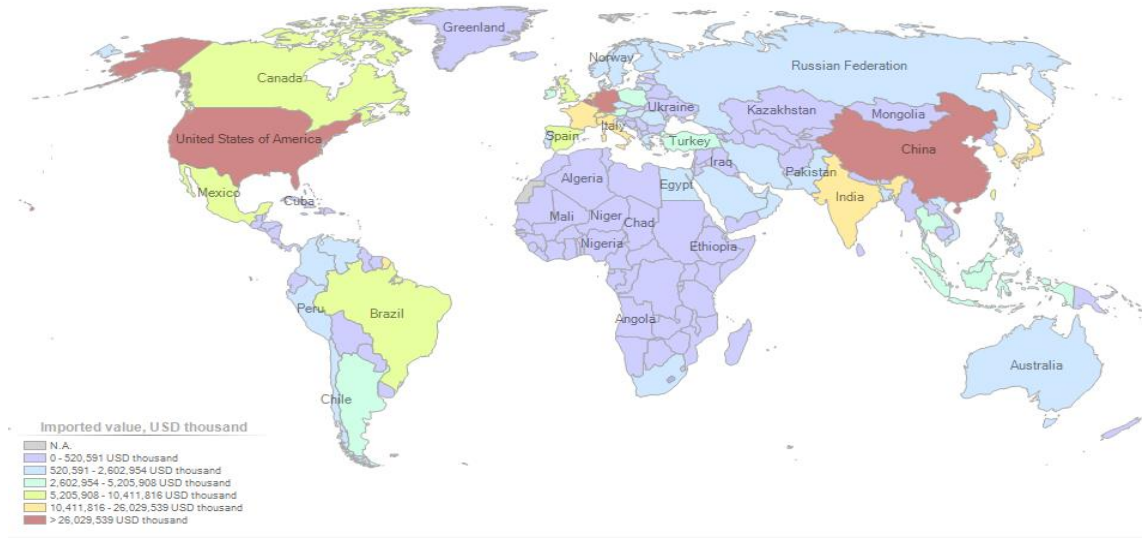 Greenland
Norway
Russian Federation
Canada
Ukraine
Kazakhstan
Mongolia
United States of America
Spain
Italy
Turkey
China
Iraq
Pakistan
Mexico
Cuba
Algeria
Egypt
India
Mali
Niger
Chad
Nigeria
Ethiopia
Peru
Brazil
Angola
Australia
Chile
Imported value, USD thousand
N.A.
0 - 520,591 USD thousand
520,591 - 2,602,954 USD thousand
2,602,954 - 5,205,908 USD thousand
5,205,908 - 10,411,816 USD thousand
10,411,816 - 26,029,539 USD thousand
> 26,029,539 USD thousand